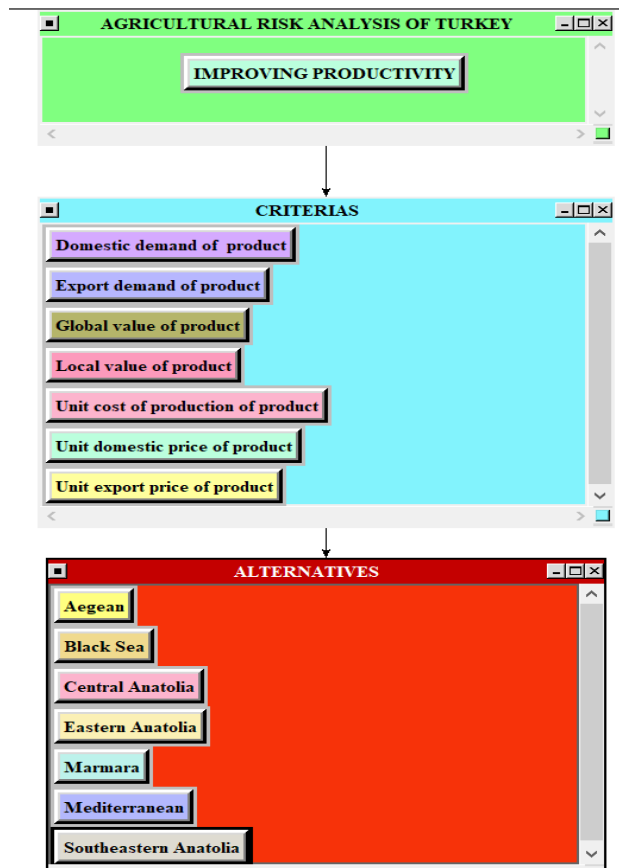 AGRICULTURAL RISK ANALYSIS OF TURKEY
IMPROVING PRODUCTIVITY
CRITERIAS
Domestic demand of product
Export demand of product
Global value of product
Local value of product
Unit cost of production of product
Unit domestic price of product
Unit export price of product
ALTERNATIVES
Aegean
Black Sea
Central Anatolia
Eastern Anatolia
Marmara
Mediterranean
Southeastern Anatolia